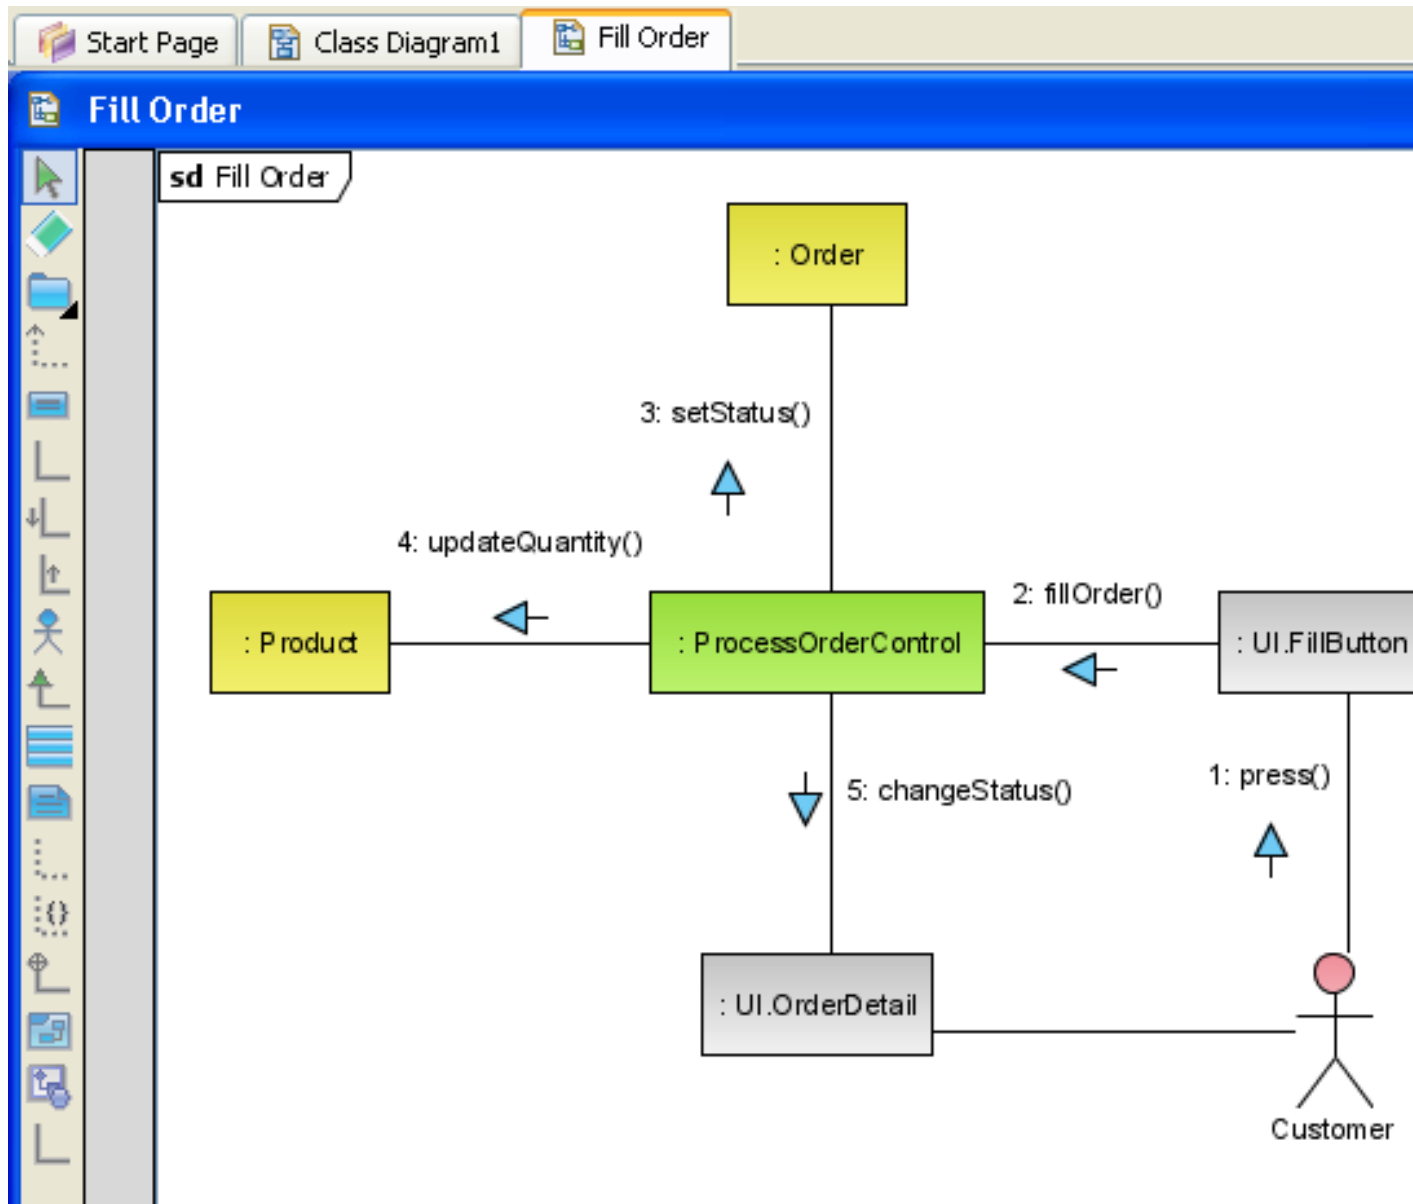 Start Page
Class Diagram1
Fill Order
Fill Order
sd Fill Order
: Order
3: setStatus()
4: updateQuantity()
2: fillOrder()
: Product
: ProcessOrderControl
: UI.FillButton
1: press()
5: changeStatus()
: UI.OrderDetail
Customer